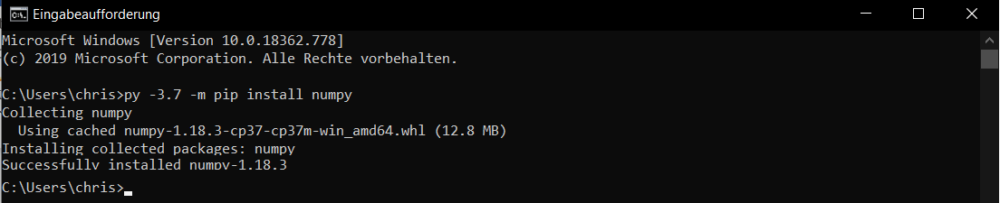 Eingabeaufforderung
Microsoft Windows [Version 10.0.18362.778]
(c) 2019 Microsoft Corporation. Alle Rechte vorbehalten.
C:\Users\chris>py -3.7 -m pip install numpy
Collecting numpy
  Using cached numpy-1.18.3-cp37-cp37m-win_amd64.whl (12.8 MB)
Installing collected packages: numpy
Successfully installed numpy-1.18.3
C:\Users\chris>